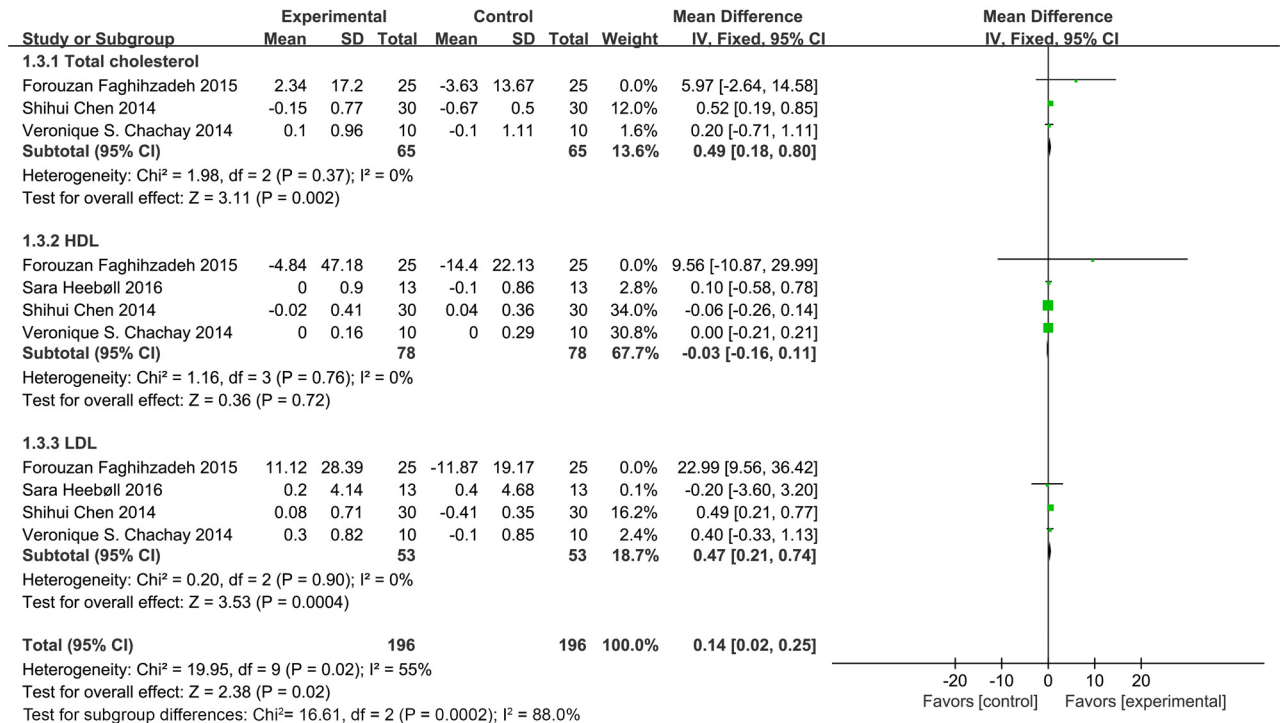 Experimental Control Mean Difference Mean Difference
Study or Subgroup Mean SD Total Mean SD Total Weight IV, Fixed, 95% CI IV, Fixed, 95% CI
1.3.1 Total cholesterol
Forouzan Faghihzadeh 2015 2.34 17.2 25 -3.63 13.67 25 0.0% 5.97 [-2.64, 14.58]
Shihui Chen 2014 -0.15 0.77 30 -0.67 0.5 30 12.0% 0.52 [0.19, 0.85]
Veronique S. Chachay 2014 0.1 0.96 10 -0.1 1.11 10 1.6% 0.20 [-0.71, 1.11]
Subtotal (95% CI) 65 65 13.6% 0.49 [0.18, 0.80]
Heterogeneity: Chi² = 1.98, df = 2 (P = 0.37); I² = 0%
Test for overall effect: Z = 3.11 (P = 0.002)
1.3.2 HDL
Forouzan Faghihzadeh 2015 -4.84 47.18 25 -14.4 22.13 25 0.0% 9.56 [-10.87, 29.99]
Sara Heebøll 2016 0 0.9 13 -0.1 0.86 13 2.8% 0.10 [-0.58, 0.78]
Shihui Chen 2014 -0.02 0.41 30 0.04 0.36 30 34.0% -0.06 [-0.26, 0.14]
Veronique S. Chachay 2014 0 0.16 10 0 0.29 10 30.8% 0.00 [-0.21, 0.21]
Subtotal (95% CI) 78 78 67.7% -0.03 [-0.16, 0.11]
Heterogeneity: Chi² = 1.16, df = 3 (P = 0.76); I² = 0%
Test for overall effect: Z = 0.36 (P = 0.72)
1.3.3 LDL
Forouzan Faghihzadeh 2015 11.12 28.39 25 -11.87 19.17 25 0.0% 22.99 [9.56, 36.42]
Sara Heebøll 2016 0.2 4.14 13 0.4 4.68 13 0.1% -0.20 [-3.60, 3.20]
Shihui Chen 2014 0.08 0.71 30 -0.41 0.35 30 16.2% 0.49 [0.21, 0.77]
Veronique S. Chachay 2014 0.3 0.82 10 -0.1 0.85 10 2.4% 0.40 [-0.33, 1.13]
Subtotal (95% CI) 53 53 18.7% 0.47 [0.21, 0.74]
Heterogeneity: Chi² = 0.20, df = 2 (P = 0.90); I² = 0%
Test for overall effect: Z = 3.53 (P = 0.0004)
Total (95% CI) 196 196 100.0% 0.14 [0.02, 0.25]
Heterogeneity: Chi² = 19.95, df = 9 (P = 0.02); I² = 55%
Test for overall effect: Z = 2.38 (P = 0.02)
Test for subgroup differences: Chi²= 16.61, df = 2 (P = 0.0002); I² = 88.0%
-20 -10 0 10 20
Favors [control] Favors [experimental]